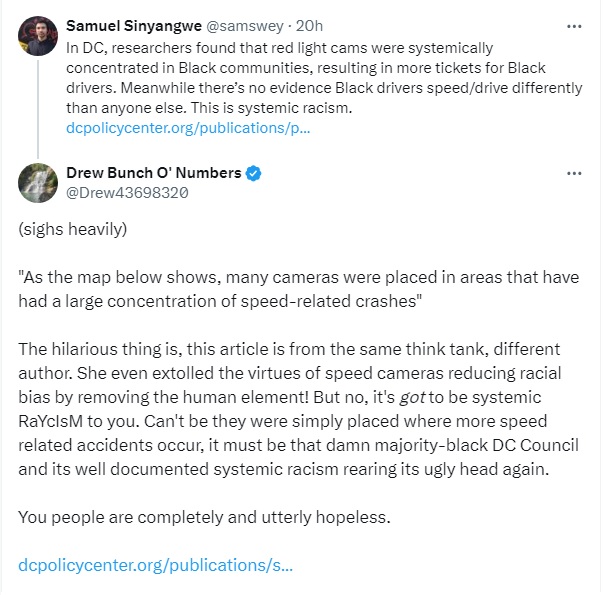 Samuel Sinyangwe @samswey · 20h
In DC, researchers found that red light cams were systemically
concentrated in Black communities, resulting in more tickets for Black
drivers. Meanwhile there's no evidence Black drivers speed/drive differently
than anyone else. This is systemic racism.
dcpolicycenter.org/publications/p...
Drew Bunch O' Numbers
@Drew43698320
(sighs heavily)
"As the map below shows, many cameras were placed in areas that have
had a large concentration of speed-related crashes"
The hilarious thing is, this article is from the same think tank, different
author. She even extolled the virtues of speed cameras reducing racial
bias by removing the human element! But no, it's got to be systemic
RaYcIsM to you. Can't be they were simply placed where more speed
related accidents occur, it must be that damn majority-black DC Council
and its well documented systemic racism rearing its ugly head again.
You people are completely and utterly hopeless.
dcpolicycenter.org/publications/s...